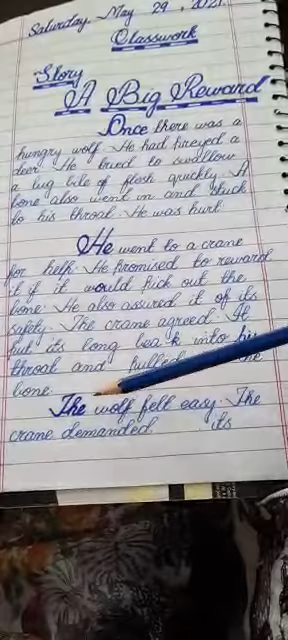 Saturday, May 29, 2021
Classwork
Story
A Big Reward
Once there was a
hungry wolf. He had preyed a
deer. He tried to swallow
a big bite of flesh quickly. A
bone also went in and stuck
to his throat. He was hurt.
He went to a crane
for help. He promised to reward
it if it would pick out the
bone. He also assured it of its
safety. The crane agreed. It
put its long beak into his
throat and pulled the
bone.
The wolf felt easy. The
crane demanded its